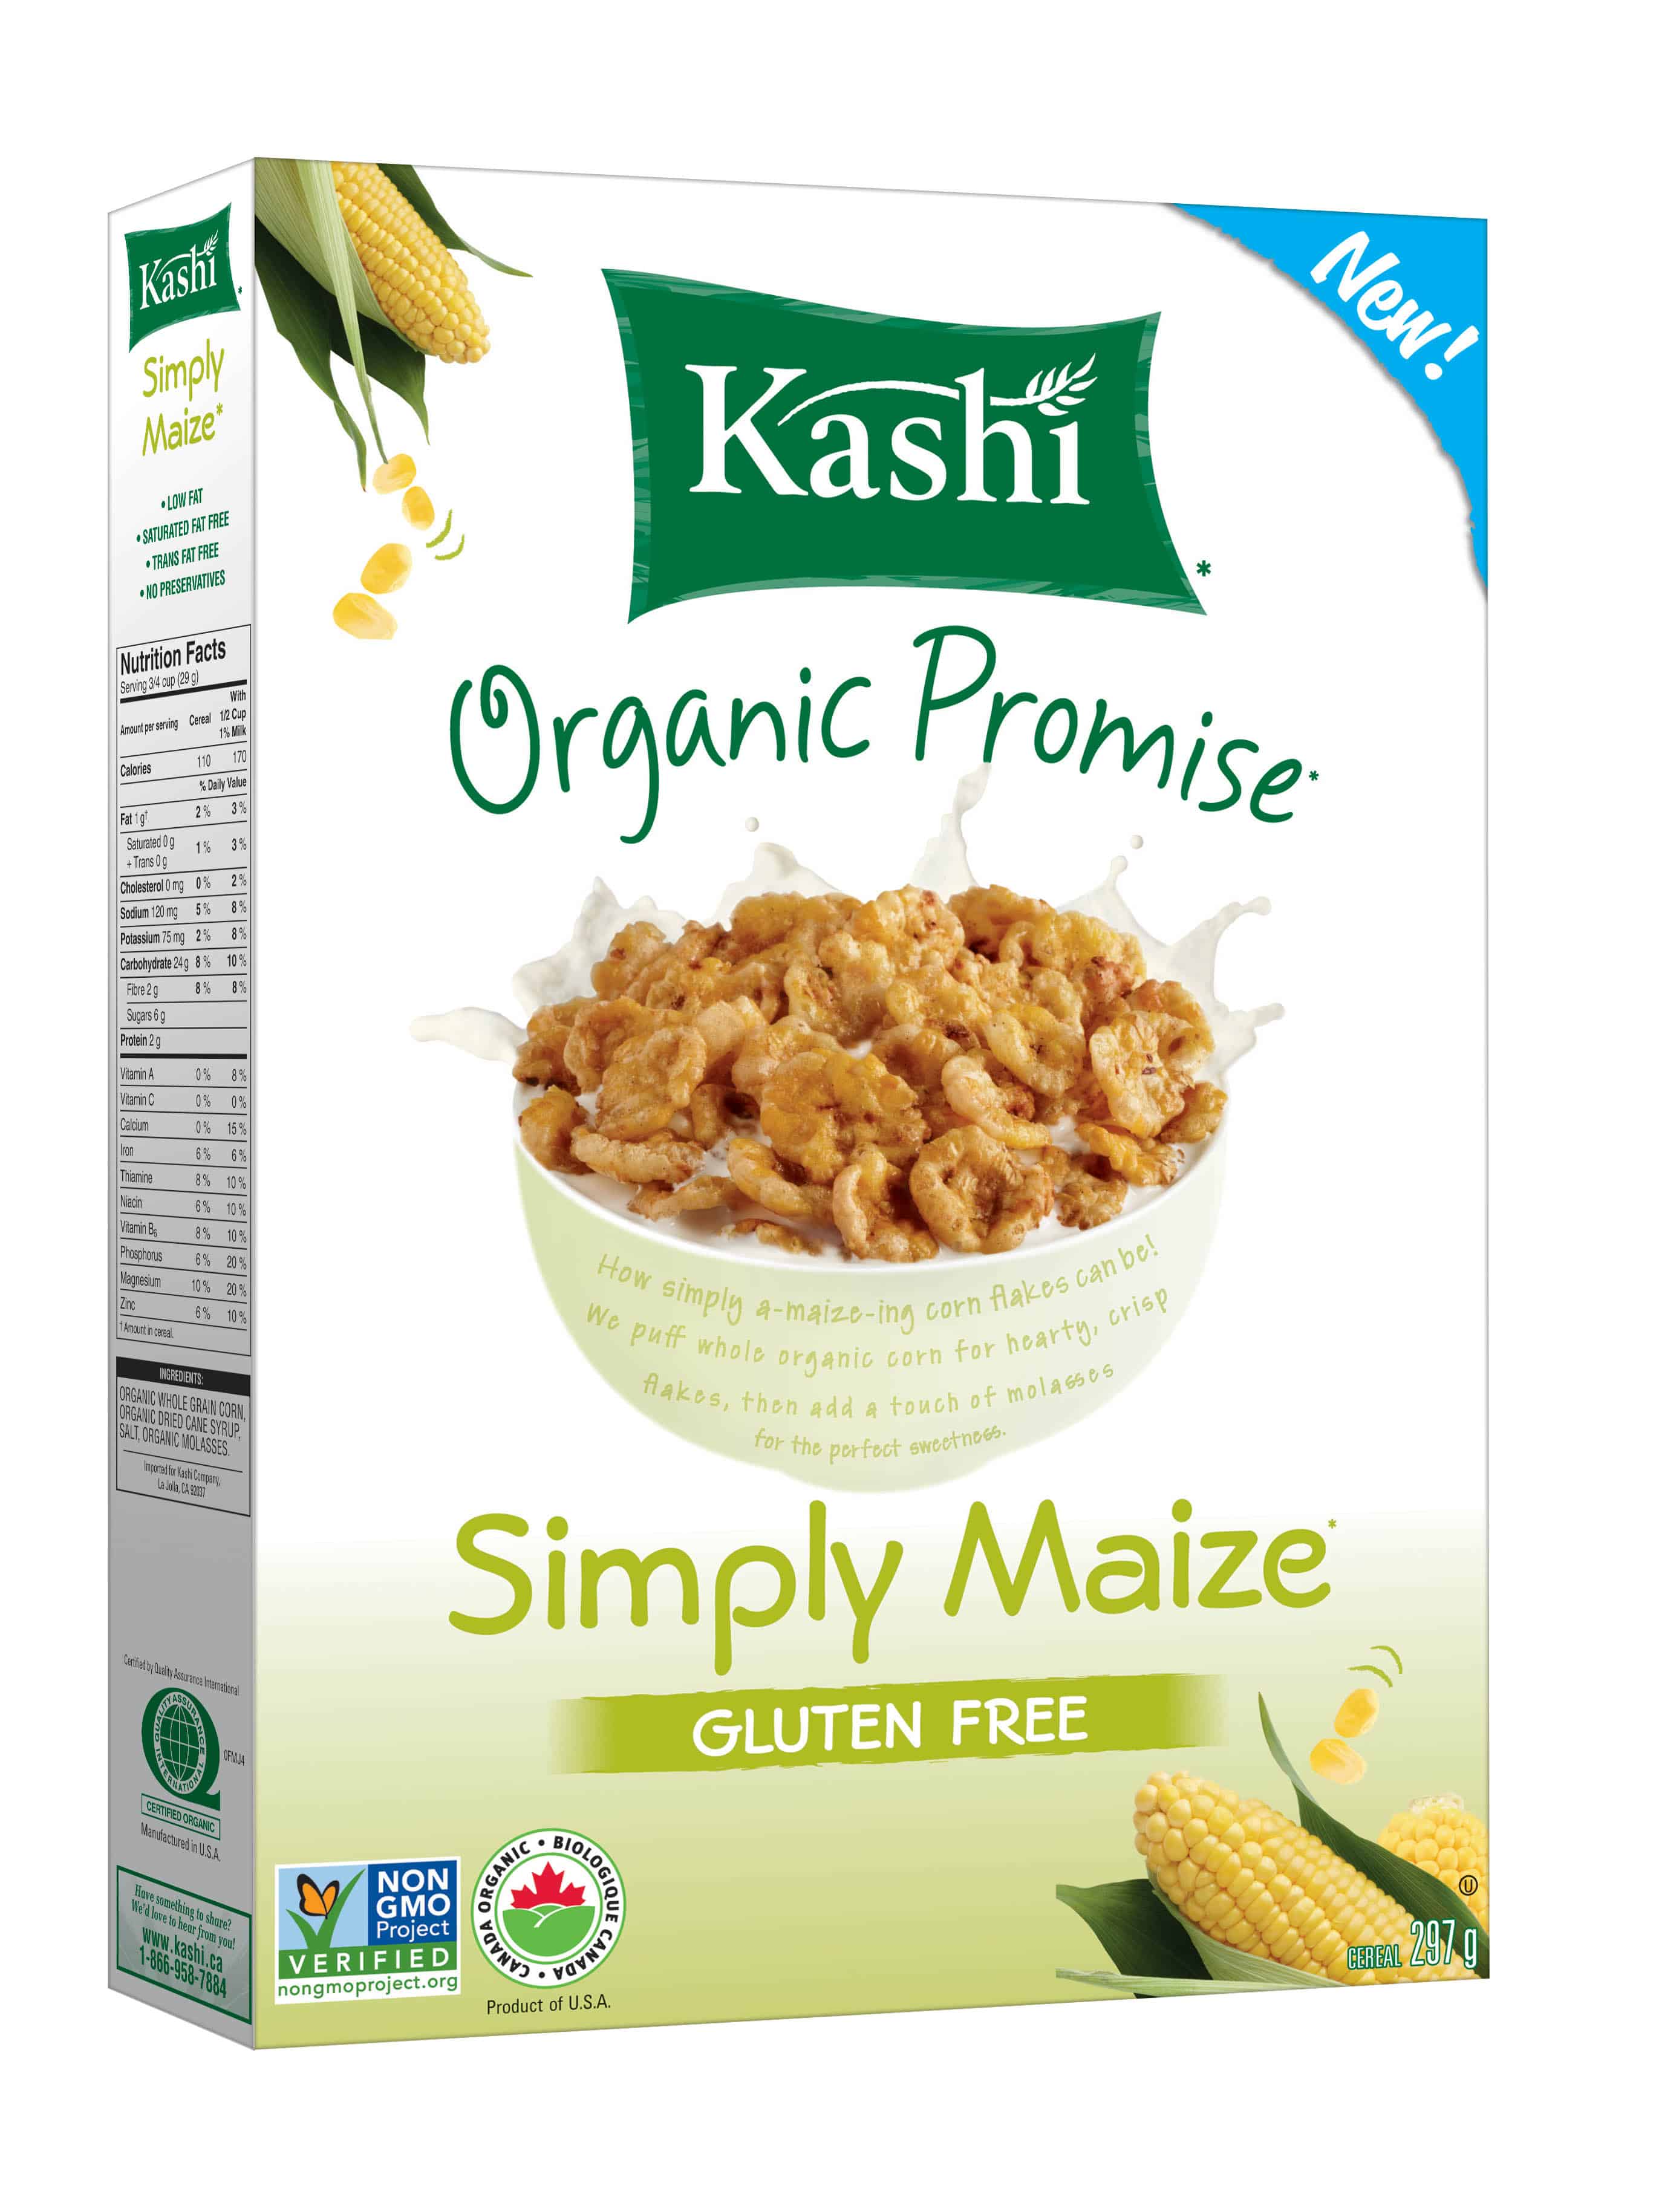 Kashi
Simply
Maize*
• LOW FAT
• SATURATED FAT FREE
• TRANS FAT FREE
• NO PRESERVATIVES
Nutrition Facts
Serving 3/4 cup (29 g)
Amount per serving Cereal With 1/2 Cup 1% Milk
Calories 110 170
% Daily Value
Fat 1 g† 2 % 3 %
Saturated 0 g
+ Trans 0 g 1 % 3 %
Cholesterol 0 mg 0 % 2 %
Sodium 120 mg 5 % 8 %
Potassium 75 mg 2 % 8 %
Carbohydrate 24 g 8 % 10 %
Fibre 2 g 8 % 8 %
Sugars 6 g
Protein 2 g
Vitamin A 0 % 8 %
Vitamin C 0 % 0 %
Calcium 0 % 15 %
Iron 6 % 6 %
Thiamine 8 % 10 %
Niacin 6 % 10 %
Vitamin B6 8 % 10 %
Phosphorus 6 % 20 %
Magnesium 10 % 20 %
Zinc 6 % 10 %
† Amount in cereal.
INGREDIENTS:
ORGANIC WHOLE GRAIN CORN,
ORGANIC DRIED CANE SYRUP,
SALT, ORGANIC MOLASSES.
Imported for Kashi Company,
La Jolla, CA 92037
Certified by Quality Assurance International
QUALITY ASSURANCE INTERNATIONAL
0FMJ4
CERTIFIED ORGANIC
Manufactured in U.S.A.
Have something to share?
We'd love to hear from you!
www.kashi.ca
1-866-958-7884
New!
Kashi
*
Organic Promise*
How simply a-maize-ing corn flakes can be!
We puff whole organic corn for hearty, crisp
flakes, then add a touch of molasses
for the perfect sweetness.
Simply Maize*
GLUTEN FREE
NON
GMO
Project
VERIFIED
nongmoproject.org
CANADA ORGANIC • BIOLOGIQUE CANADA •
Product of U.S.A.
U
CEREAL 297 g